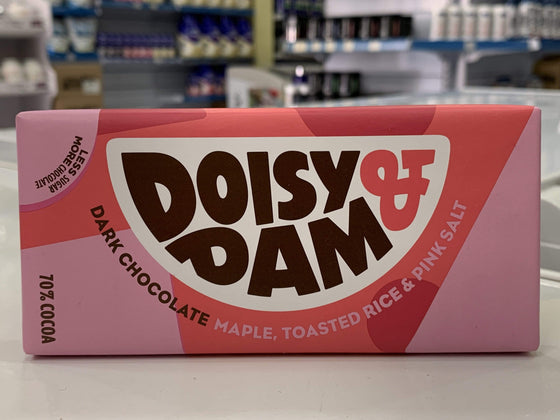 LESS SUGAR
MORE CHOCOLATE
DOISY &
DAM
DARK CHOCOLATE MAPLE, TOASTED RICE & PINK SALT
70% COCOA